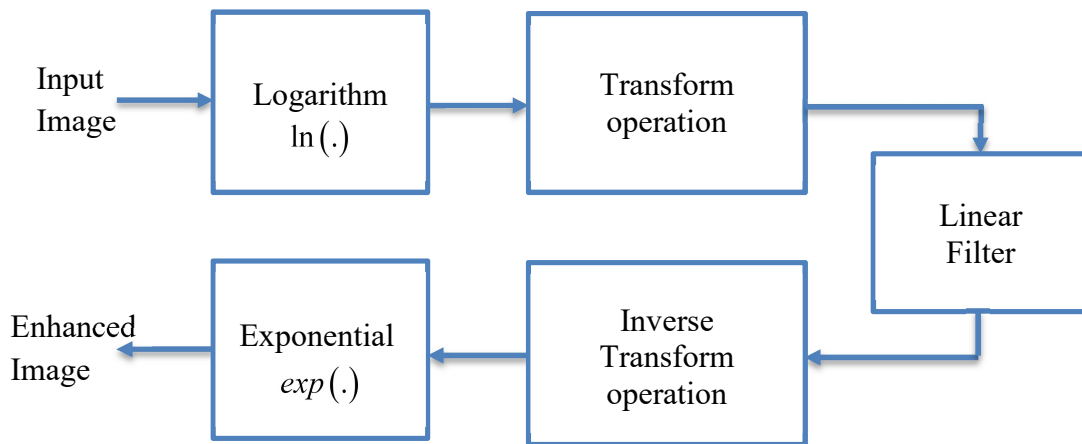 Input
Image
Logarithm
ln(.)
Transform
operation
Linear
Filter
Enhanced
Image
Exponential
exp(.)
Inverse
Transform
operation